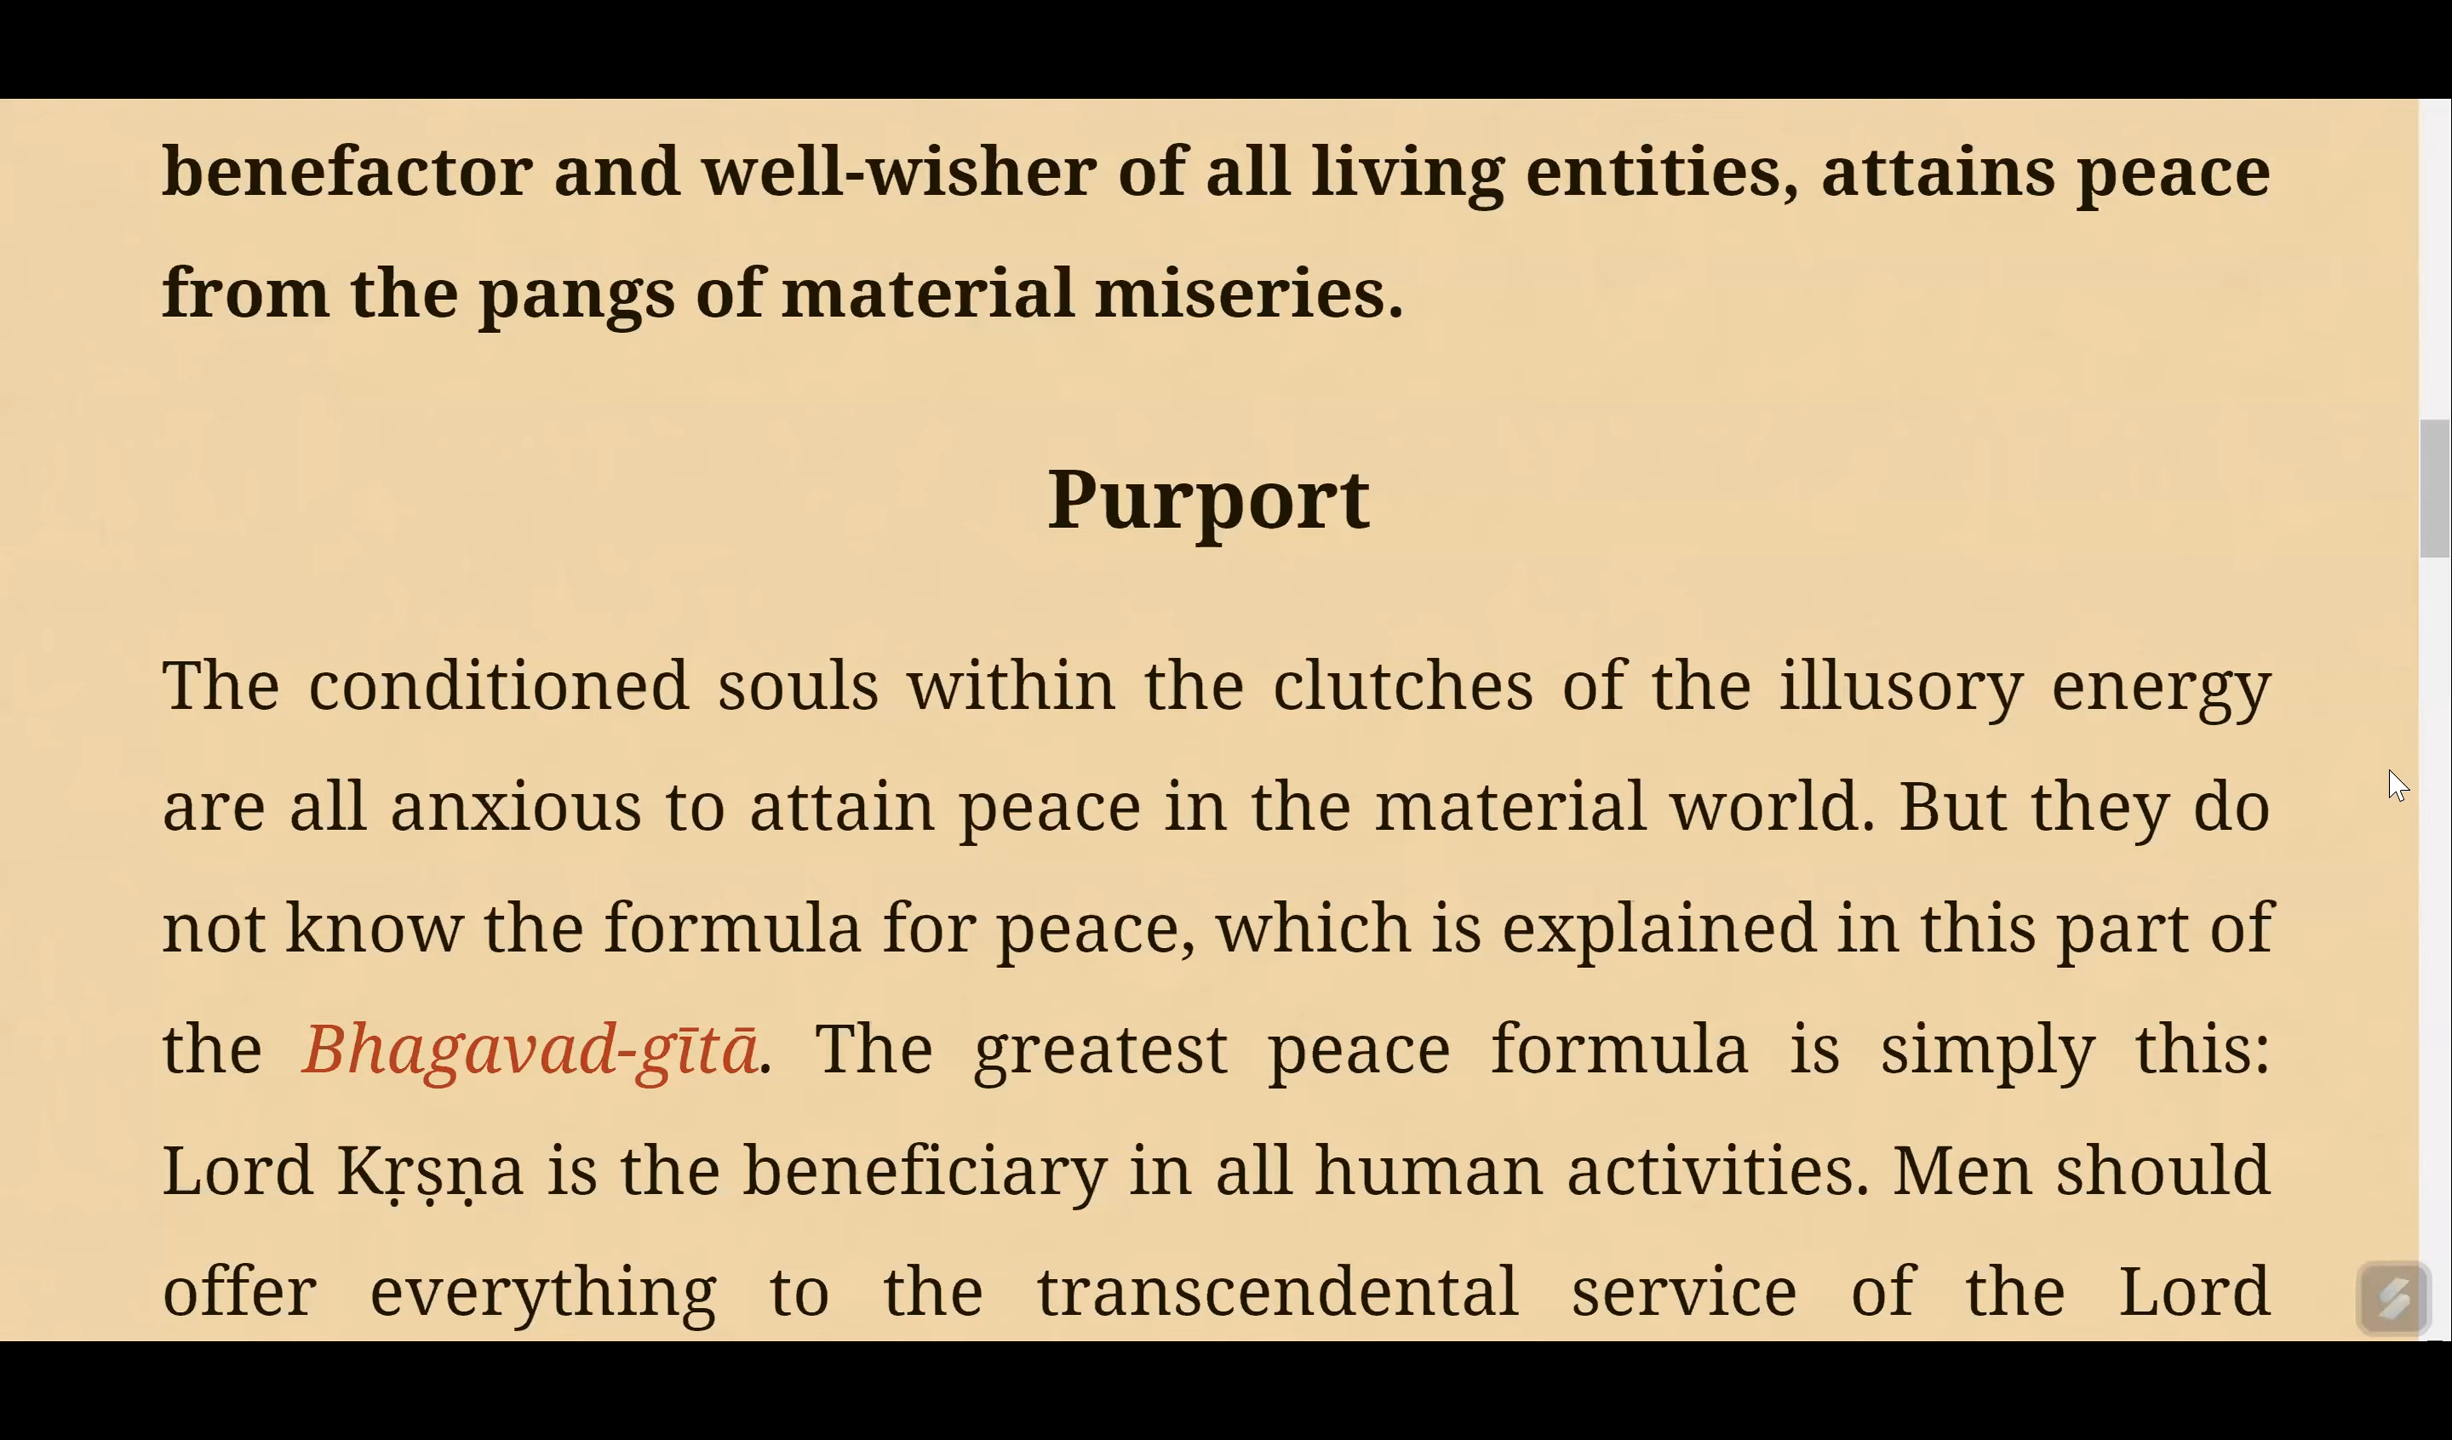 benefactor and well-wisher of all living entities, attains peace
from the pangs of material miseries.
Purport
The conditioned souls within the clutches of the illusory energy
are all anxious to attain peace in the material world. But they do
not know the formula for peace, which is explained in this part of
the Bhagavad-gītā. The greatest peace formula is simply this:
Lord Kṛṣṇa is the beneficiary in all human activities. Men should
offer everything to the transcendental service of the Lord